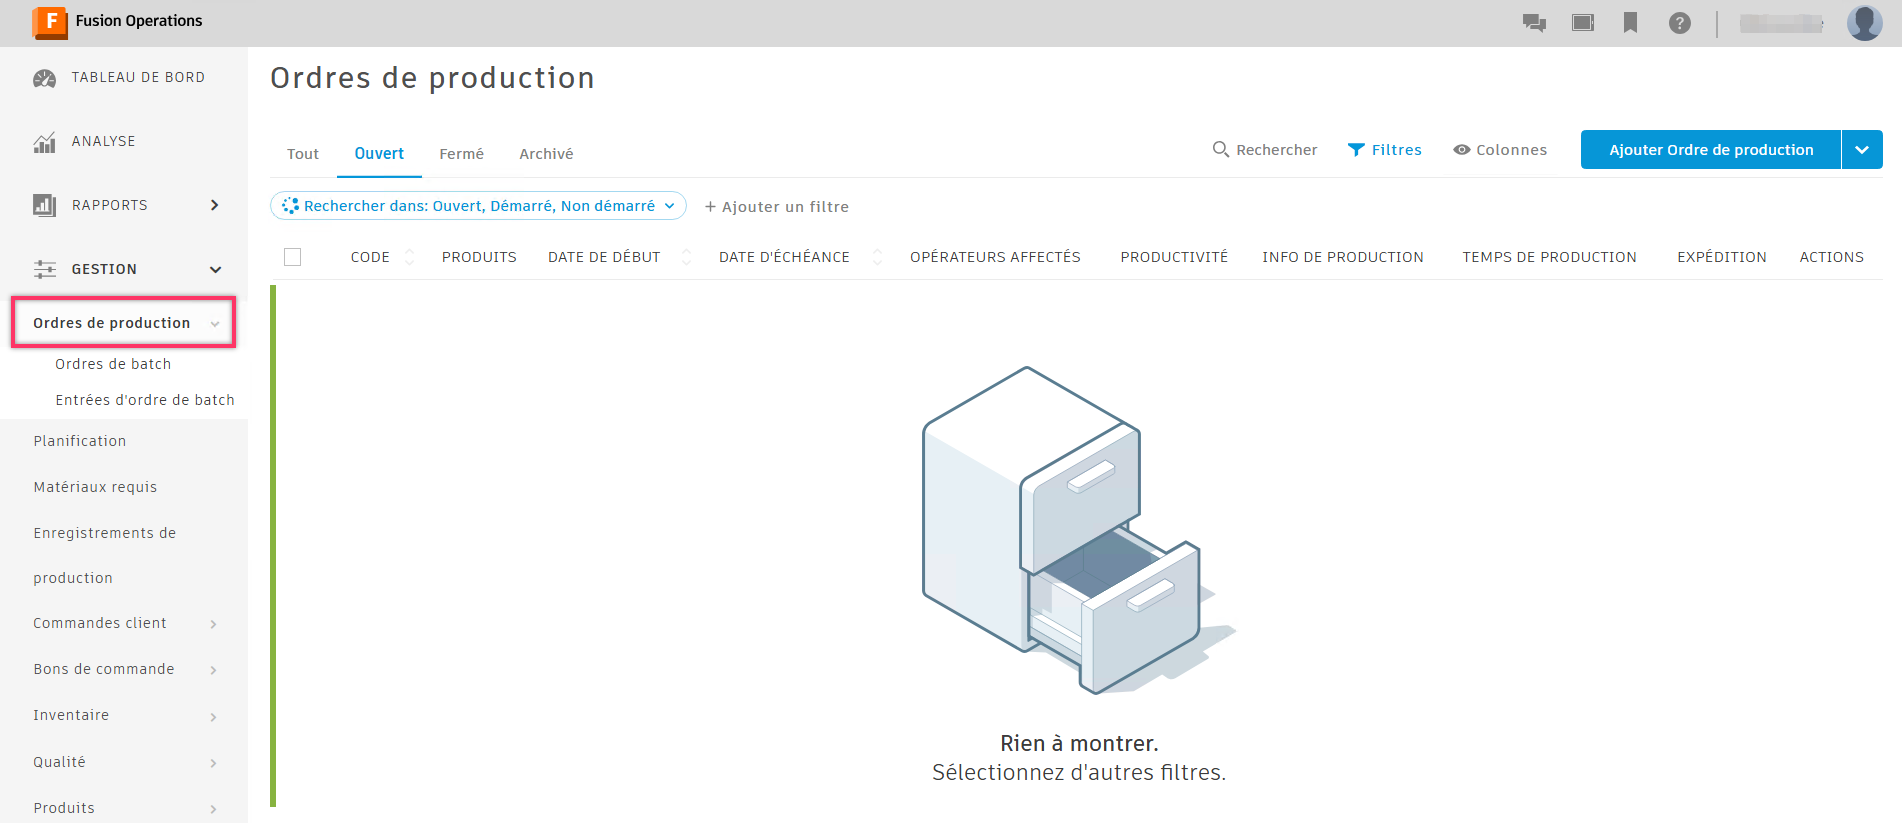 F Fusion Operations
?
TABLEAU DE BORD
ANALYSE
RAPPORTS
GESTION
Ordres de production
Ordres de batch
Entrées d'ordre de batch
Planification
Matériaux requis
Enregistrements de
production
Commandes client
Bons de commande
Inventaire
Qualité
Produits
Ordres de production
Tout Ouvert Fermé Archivé
Rechercher Filtres Colonnes Ajouter Ordre de production
Rechercher dans: Ouvert, Démarré, Non démarré + Ajouter un filtre
CODE PRODUITS DATE DE DÉBUT DATE D'ÉCHÉANCE OPÉRATEURS AFFECTÉS PRODUCTIVITÉ INFO DE PRODUCTION TEMPS DE PRODUCTION EXPÉDITION ACTIONS
Rien à montrer.
Sélectionnez d'autres filtres.